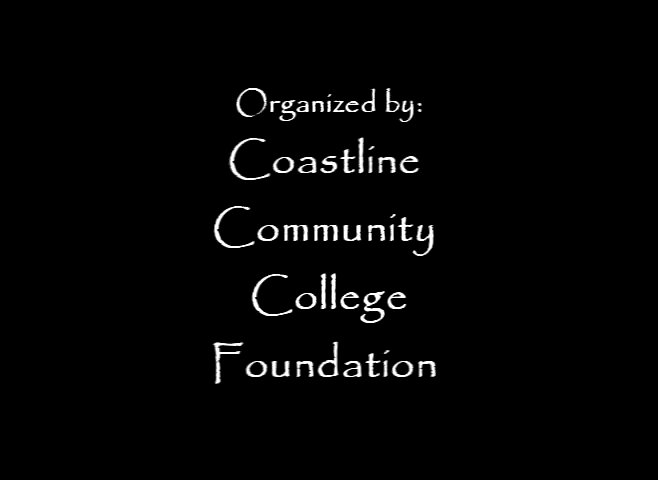 Organized by:
Coastline
Community
College
Foundation